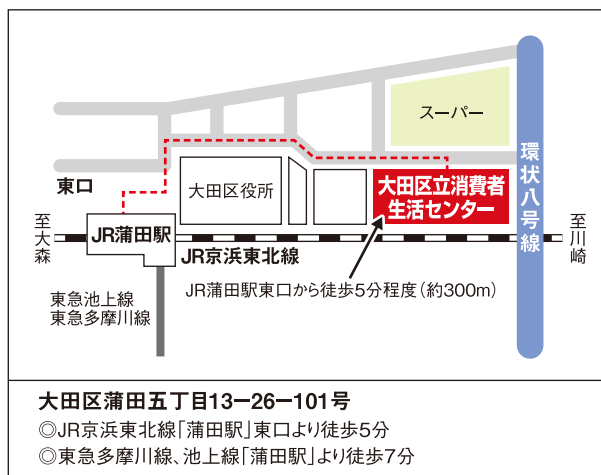 スーパー
環状八号線
東口
大田区役所
大田区立消費者
生活センター
至大森
JR蒲田駅
至川崎
JR京浜東北線
JR蒲田駅東口から徒歩5分程度（約300m）
東急池上線
東急多摩川線
大田区蒲田五丁目13−26−101号
◎JR京浜東北線「蒲田駅」東口より徒歩5分
◎東急多摩川線、池上線「蒲田駅」より徒歩7分